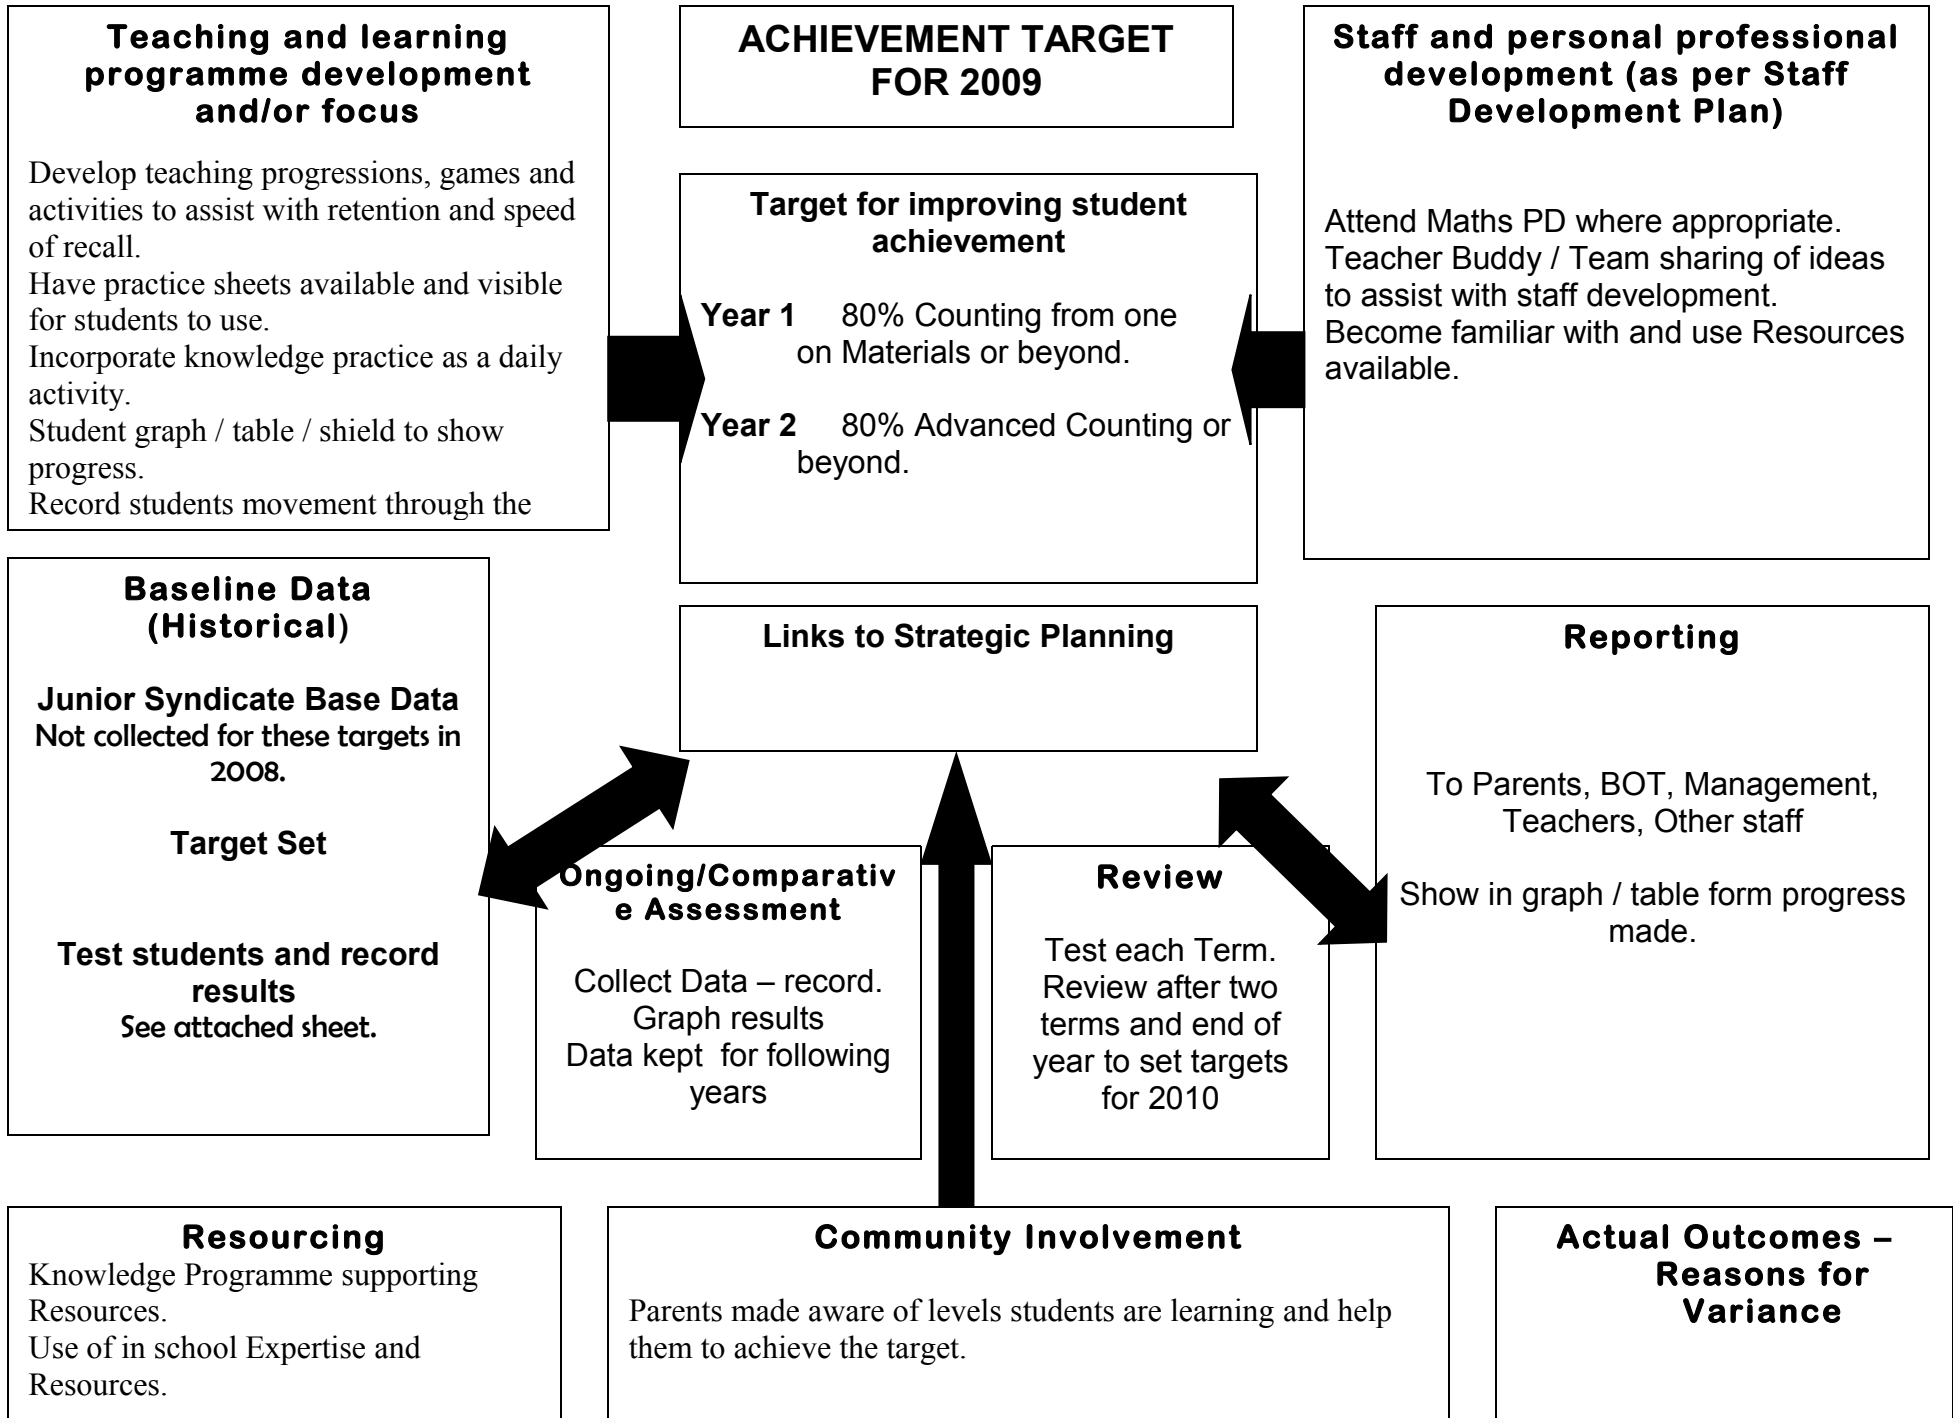 Teaching and learning
programme development
and/or focus
Develop teaching progressions, games and
activities to assist with retention and speed
of recall.
Have practice sheets available and visible
for students to use.
Incorporate knowledge practice as a daily
activity.
Student graph / table / shield to show
progress.
Record students movement through the
ACHIEVEMENT TARGET
FOR 2009
Target for improving student
achievement
Year 1 80% Counting from one
on Materials or beyond.
Year 2 80% Advanced Counting or
beyond.
Staff and personal professional
development (as per Staff
Development Plan)
Attend Maths PD where appropriate.
Teacher Buddy / Team sharing of ideas
to assist with staff development.
Become familiar with and use Resources
available.
Baseline Data
(Historical)
Junior Syndicate Base Data
Not collected for these targets in
2008.
Target Set
Test students and record
results
See attached sheet.
Links to Strategic Planning
Ongoing/Comparativ
e Assessment
Collect Data – record.
Graph results
Data kept for following
years
Review
Test each Term.
Review after two
terms and end of
year to set targets
for 2010
Reporting
To Parents, BOT, Management,
Teachers, Other staff
Show in graph / table form progress
made.
Resourcing
Knowledge Programme supporting
Resources.
Use of in school Expertise and
Resources.
Community Involvement
Parents made aware of levels students are learning and help
them to achieve the target.
Actual Outcomes –
Reasons for
Variance